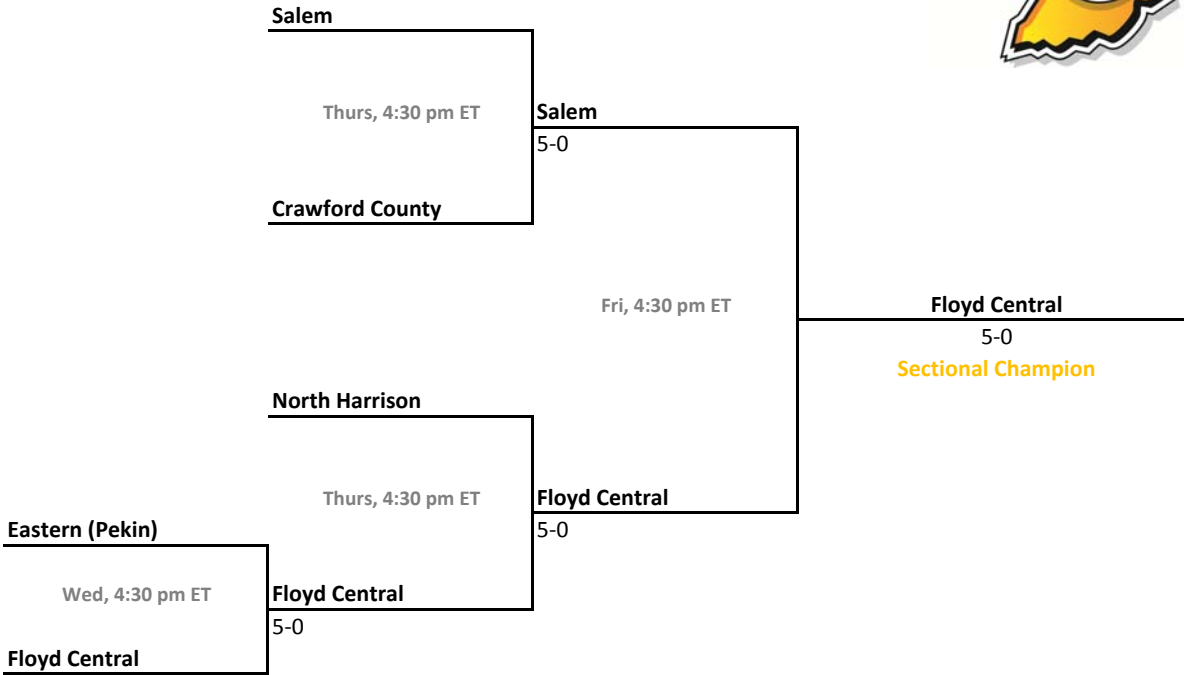 Salem
Thurs, 4:30 pm ET
Salem
5-0
Crawford County
Fri, 4:30 pm ET
Floyd Central
5-0
Sectional Champion
North Harrison
Thurs, 4:30 pm ET
Floyd Central
5-0
Eastern (Pekin)
Wed, 4:30 pm ET
Floyd Central
5-0
Floyd Central